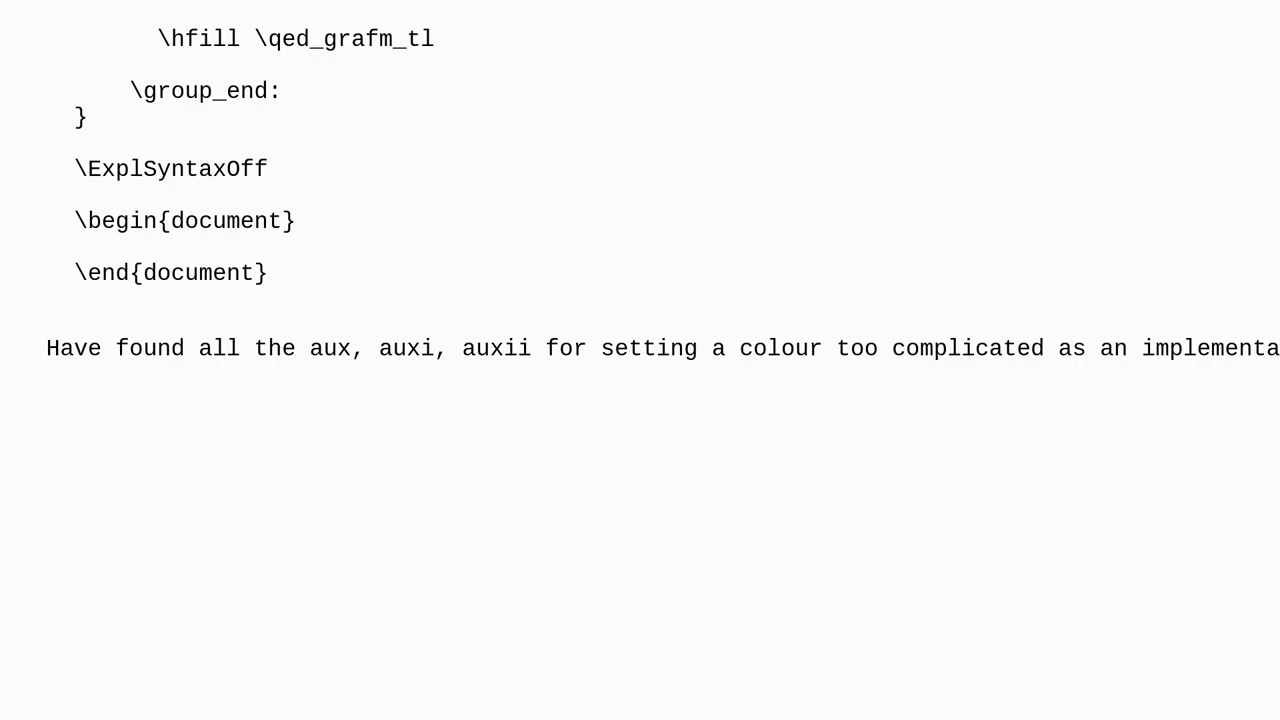 \hfill \qed_grafm_tl
\group_end:
}
\ExplSyntaxOff
\begin{document}
\end{document}
Have found all the aux, auxi, auxii for setting a colour too complicated as an implementa